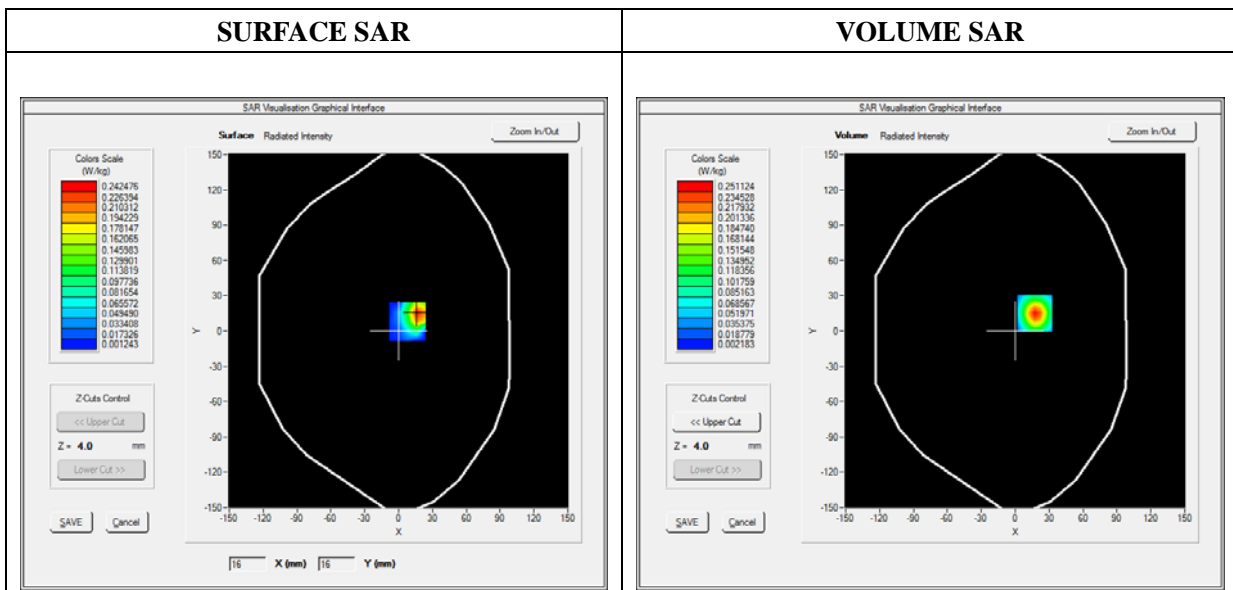 SURFACE SAR
SAR Visualisation Graphical Interface
Surface Radiated Intensity
Zoom In/Out
Colors Scale
(W/kg)
0.242476
0.226394
0.210312
0.194229
0.178147
0.162065
0.145983
0.129901
0.113819
0.097736
0.081654
0.065572
0.049490
0.033408
0.017326
0.001243
Z-Cuts Control
<< Upper Cut
Z = 4.0 mm
Lower Cut >>
SAVE Cancel
150
120
90
60
30
0
-30
-60
-90
-120
-150
Y
-150 -120 -90 -60 -30 0 30 60 90 120 150
X
16 X (mm) 16 Y (mm)
VOLUME SAR
SAR Visualisation Graphical Interface
Volume Radiated Intensity
Zoom In/Out
Colors Scale
(W/kg)
0.251124
0.234528
0.217932
0.201336
0.184740
0.168144
0.151548
0.134952
0.118356
0.101759
0.085163
0.068567
0.051971
0.035375
0.018779
0.002183
Z-Cuts Control
<< Upper Cut
Z = 4.0 mm
Lower Cut >>
SAVE Cancel
150
120
90
60
30
0
-30
-60
-90
-120
-150
Y
-150 -120 -90 -60 -30 0 30 60 90 120 150
X